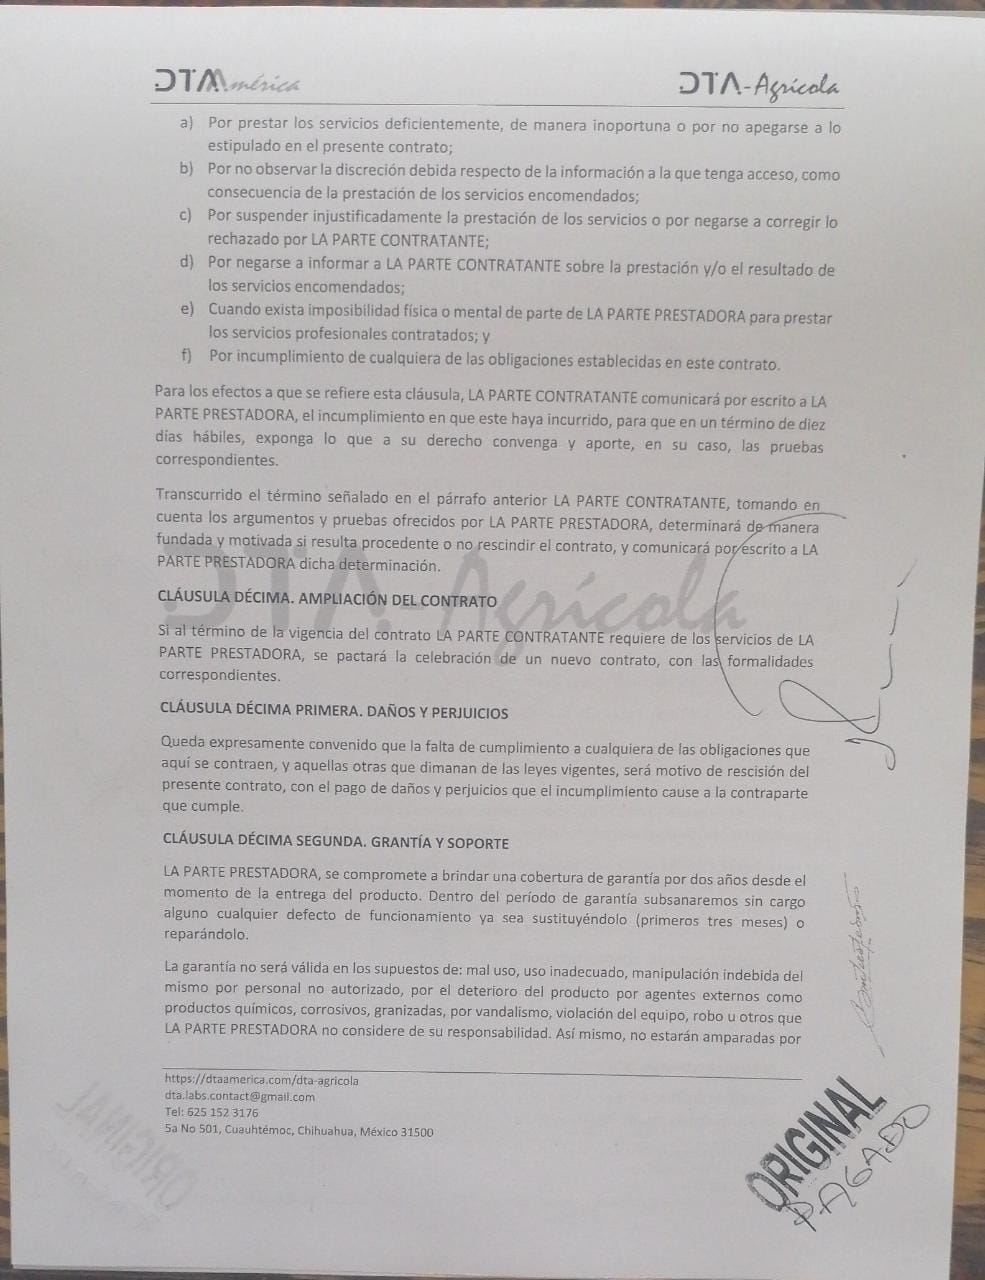 DTAmérica DTA-Agrícola
a) Por prestar los servicios deficientemente, de manera inoportuna o por no apegarse a lo
estipulado en el presente contrato;
b) Por no observar la discreción debida respecto de la información a la que tenga acceso, como
consecuencia de la prestación de los servicios encomendados;
c) Por suspender injustificadamente la prestación de los servicios o por negarse a corregir lo
rechazado por LA PARTE CONTRATANTE;
d) Por negarse a informar a LA PARTE CONTRATANTE sobre la prestación y/o el resultado de
los servicios encomendados;
e) Cuando exista imposibilidad física o mental de parte de LA PARTE PRESTADORA para prestar
los servicios profesionales contratados; y
f) Por incumplimiento de cualquiera de las obligaciones establecidas en este contrato.
Para los efectos a que se refiere esta cláusula, LA PARTE CONTRATANTE comunicará por escrito a LA
PARTE PRESTADORA, el incumplimiento en que este haya incurrido, para que en un término de diez
días hábiles, exponga lo que a su derecho convenga y aporte, en su caso, las pruebas
correspondientes.
Transcurrido el término señalado en el párrafo anterior LA PARTE CONTRATANTE, tomando en
cuenta los argumentos y pruebas ofrecidos por LA PARTE PRESTADORA, determinará de manera
fundada y motivada si resulta procedente o no rescindir el contrato, y comunicará por escrito a LA
PARTE PRESTADORA dicha determinación.
DTA-Agrícola
CLÁUSULA DÉCIMA. AMPLIACIÓN DEL CONTRATO
Si al término de la vigencia del contrato LA PARTE CONTRATANTE requiere de los servicios de LA
PARTE PRESTADORA, se pactará la celebración de un nuevo contrato, con las formalidades
correspondientes.
CLÁUSULA DÉCIMA PRIMERA. DAÑOS Y PERJUICIOS
Queda expresamente convenido que la falta de cumplimiento a cualquiera de las obligaciones que
aquí se contraen, y aquellas otras que dimanan de las leyes vigentes, será motivo de rescisión del
presente contrato, con el pago de daños y perjuicios que el incumplimiento cause a la contraparte
que cumple.
CLÁUSULA DÉCIMA SEGUNDA. GRANTÍA Y SOPORTE
LA PARTE PRESTADORA, se compromete a brindar una cobertura de garantía por dos años desde el
momento de la entrega del producto. Dentro del período de garantía subsanaremos sin cargo
alguno cualquier defecto de funcionamiento ya sea sustituyéndolo (primeros tres meses) o
reparándolo.
La garantía no será válida en los supuestos de: mal uso, uso inadecuado, manipulación indebida del
mismo por personal no autorizado, por el deterioro del producto por agentes externos como
productos químicos, corrosivos, granizadas, por vandalismo, violación del equipo, robo u otros que
LA PARTE PRESTADORA no considere de su responsabilidad. Así mismo, no estarán amparadas por
https://dtaamerica.com/dta-agricola
dta.labs.contact@gmail.com
Tel: 625 152 3176
5a No 501, Cuauhtémoc, Chihuahua, México 31500
ORIGINAL
PAGADO